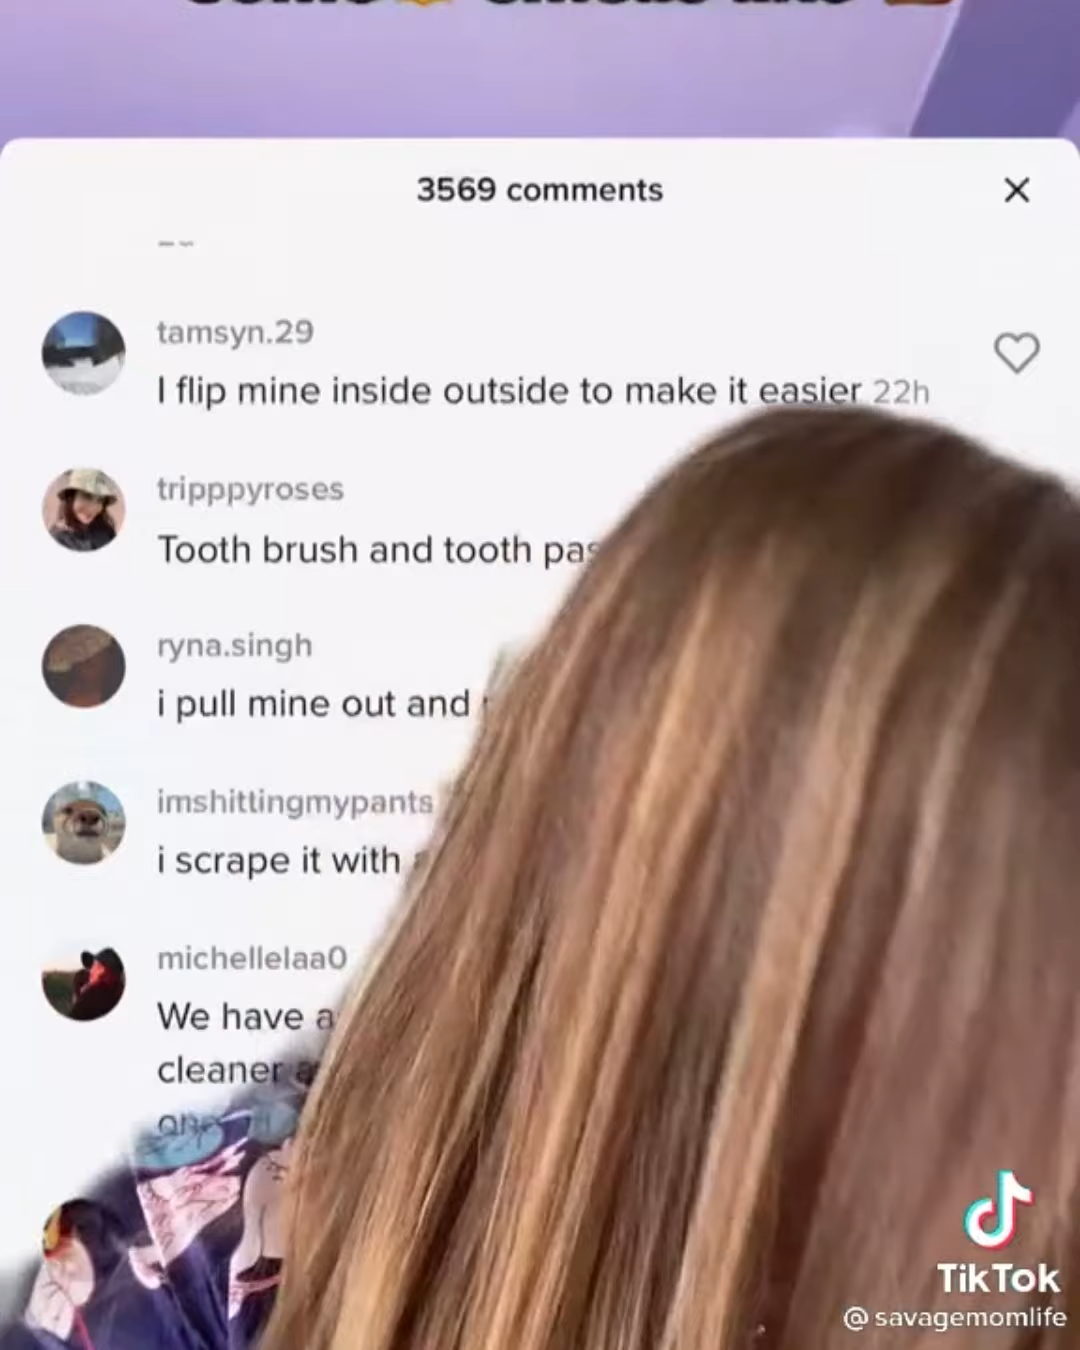 3569 comments
tamsyn.29
I flip mine inside outside to make it easier 22h
tripppyroses
Tooth brush and tooth
ryna.singh
i pull mine out and
imshittingmypants
i scrape it with
michellelaa0
We have
cleaner
TikTok
@savagemomlife